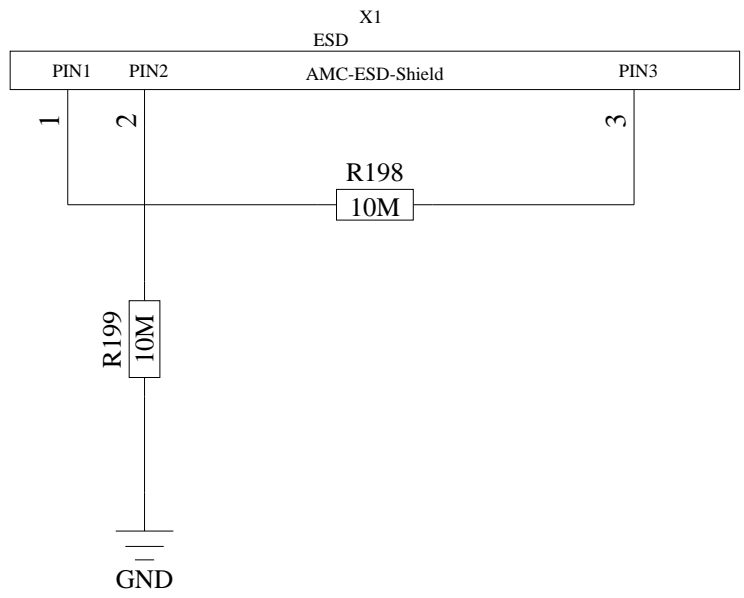 X1
ESD
PIN1 PIN2 AMC-ESD-Shield PIN3
1 2 3
R198
10M
R199
10M
GND